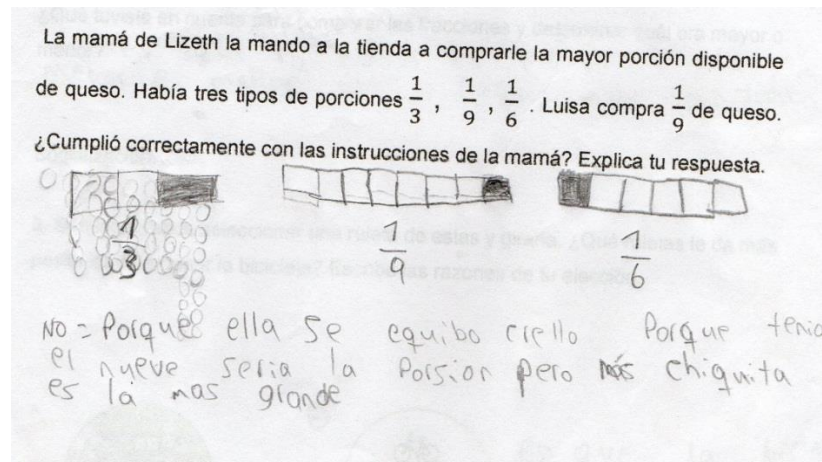 La mamá de Lizeth la mando a la tienda a comprarle la mayor porción disponible
de queso. Había tres tipos de porciones 1/3 , 1/9 , 1/6 . Luisa compra 1/9 de queso.
¿Cumplió correctamente con las instrucciones de la mamá? Explica tu respuesta.
1/3 1/9 1/6
NO = Porque ella se equibo crello Porque tenia
el nueve seria la Porsion pero más chiquita
es la mas grande